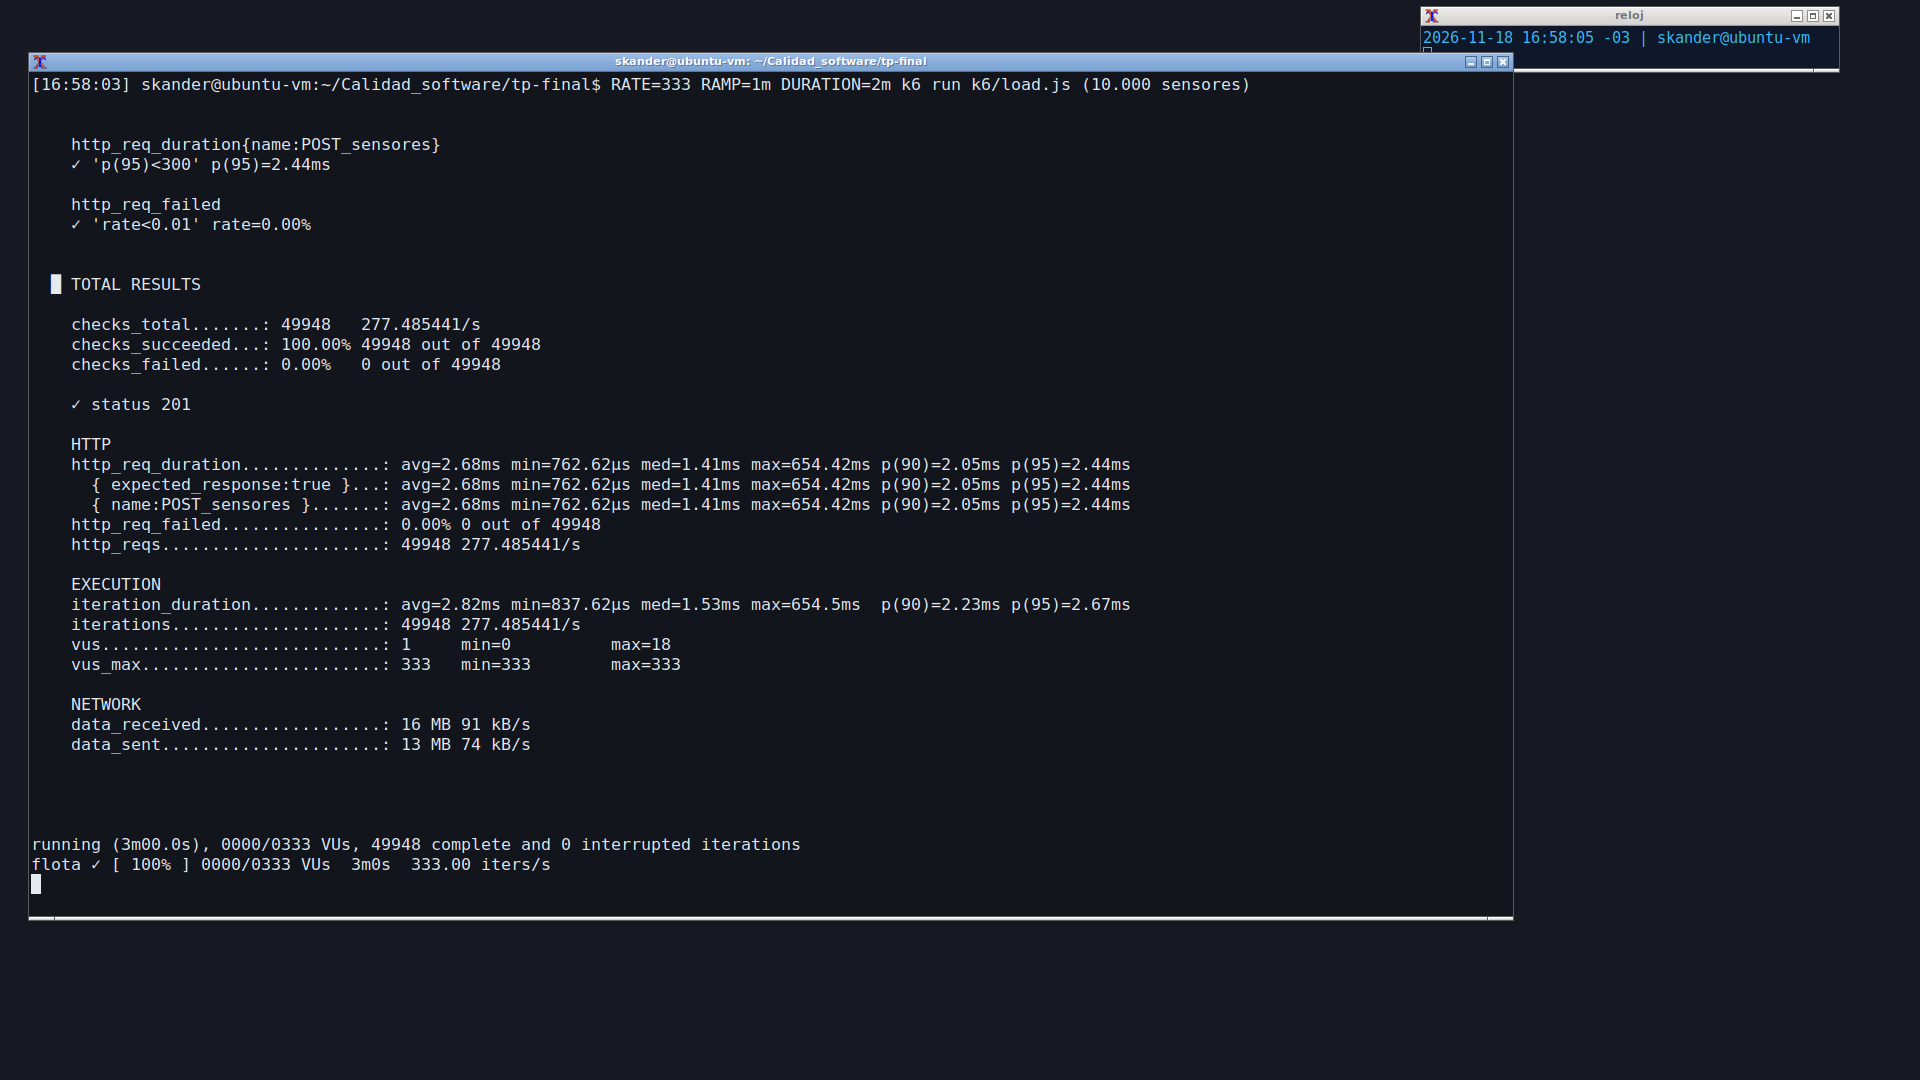 reloj
2026-11-18 16:58:05 -03 | skander@ubuntu-vm
skander@ubuntu-vm: ~/Calidad_software/tp-final
[16:58:03] skander@ubuntu-vm:~/Calidad_software/tp-final$ RATE=333 RAMP=1m DURATION=2m k6 run k6/load.js (10.000 sensores)
http_req_duration{name:POST_sensores}
✓ 'p(95)<300' p(95)=2.44ms
http_req_failed
✓ 'rate<0.01' rate=0.00%
█ TOTAL RESULTS
checks_total.......: 49948   277.485441/s
checks_succeeded...: 100.00% 49948 out of 49948
checks_failed......: 0.00%   0 out of 49948
✓ status 201
HTTP
http_req_duration..............: avg=2.68ms min=762.62µs med=1.41ms max=654.42ms p(90)=2.05ms p(95)=2.44ms
{ expected_response:true }...: avg=2.68ms min=762.62µs med=1.41ms max=654.42ms p(90)=2.05ms p(95)=2.44ms
{ name:POST_sensores }.......: avg=2.68ms min=762.62µs med=1.41ms max=654.42ms p(90)=2.05ms p(95)=2.44ms
http_req_failed................: 0.00% 0 out of 49948
http_reqs......................: 49948 277.485441/s
EXECUTION
iteration_duration.............: avg=2.82ms min=837.62µs med=1.53ms max=654.5ms  p(90)=2.23ms p(95)=2.67ms
iterations.....................: 49948 277.485441/s
vus............................: 1     min=0          max=18
vus_max........................: 333   min=333        max=333
NETWORK
data_received..................: 16 MB 91 kB/s
data_sent......................: 13 MB 74 kB/s
running (3m00.0s), 0000/0333 VUs, 49948 complete and 0 interrupted iterations
flota ✓ [ 100% ] 0000/0333 VUs  3m0s  333.00 iters/s